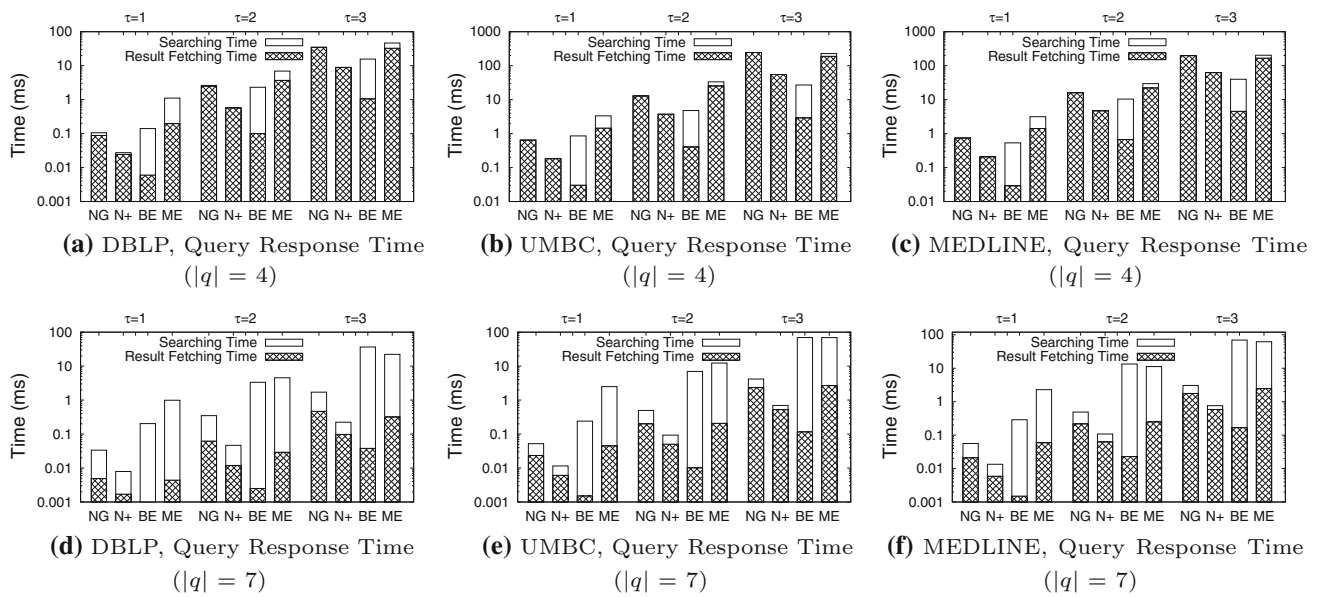 τ=1 τ=2 τ=3
Searching Time
Result Fetching Time
Time (ms)
100
10
1
0.1
0.01
0.001
NG N+ BE ME NG N+ BE ME NG N+ BE ME
(a) DBLP, Query Response Time
(|q| = 4)
τ=1 τ=2 τ=3
Searching Time
Result Fetching Time
Time (ms)
1000
100
10
1
0.1
0.01
NG N+ BE ME NG N+ BE ME NG N+ BE ME
(b) UMBC, Query Response Time
(|q| = 4)
τ=1 τ=2 τ=3
Searching Time
Result Fetching Time
Time (ms)
1000
100
10
1
0.1
0.01
NG N+ BE ME NG N+ BE ME NG N+ BE ME
(c) MEDLINE, Query Response Time
(|q| = 4)
τ=1 τ=2 τ=3
Searching Time
Result Fetching Time
Time (ms)
100
10
1
0.1
0.01
0.001
NG N+ BE ME NG N+ BE ME NG N+ BE ME
(d) DBLP, Query Response Time
(|q| = 7)
τ=1 τ=2 τ=3
Searching Time
Result Fetching Time
Time (ms)
100
10
1
0.1
0.01
0.001
NG N+ BE ME NG N+ BE ME NG N+ BE ME
(e) UMBC, Query Response Time
(|q| = 7)
τ=1 τ=2 τ=3
Searching Time
Result Fetching Time
Time (ms)
100
10
1
0.1
0.01
0.001
NG N+ BE ME NG N+ BE ME NG N+ BE ME
(f) MEDLINE, Query Response Time
(|q| = 7)